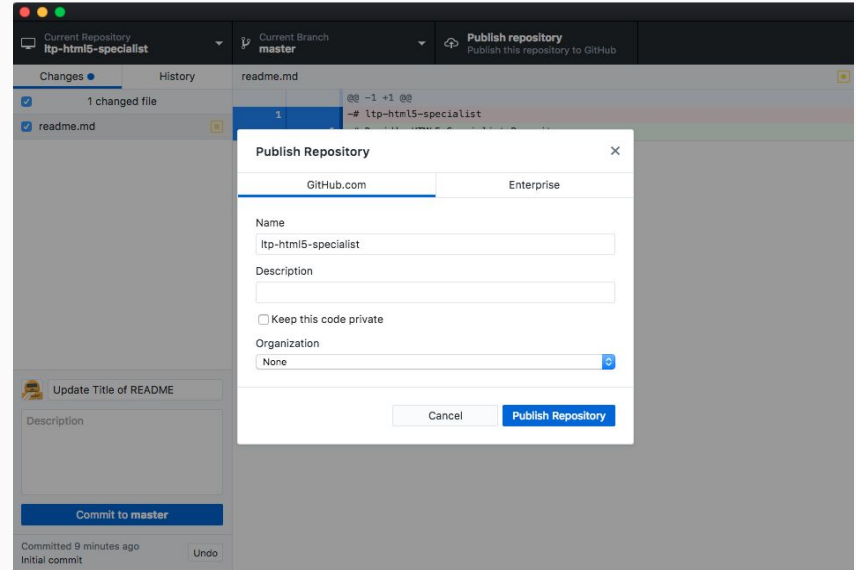 Current Repository
ltp-html5-specialist
Current Branch
master
Publish repository
Publish this repository to GitHub
Changes
History
readme.md
1 changed file
readme.md
@@ -1 +1 @@
1
-# ltp-html5-specialist
Publish Repository
GitHub.com
Enterprise
Name
ltp-html5-specialist
Description
Keep this code private
Organization
None
Cancel
Publish Repository
Update Title of README
Description
Commit to master
Committed 9 minutes ago
Initial commit
Undo